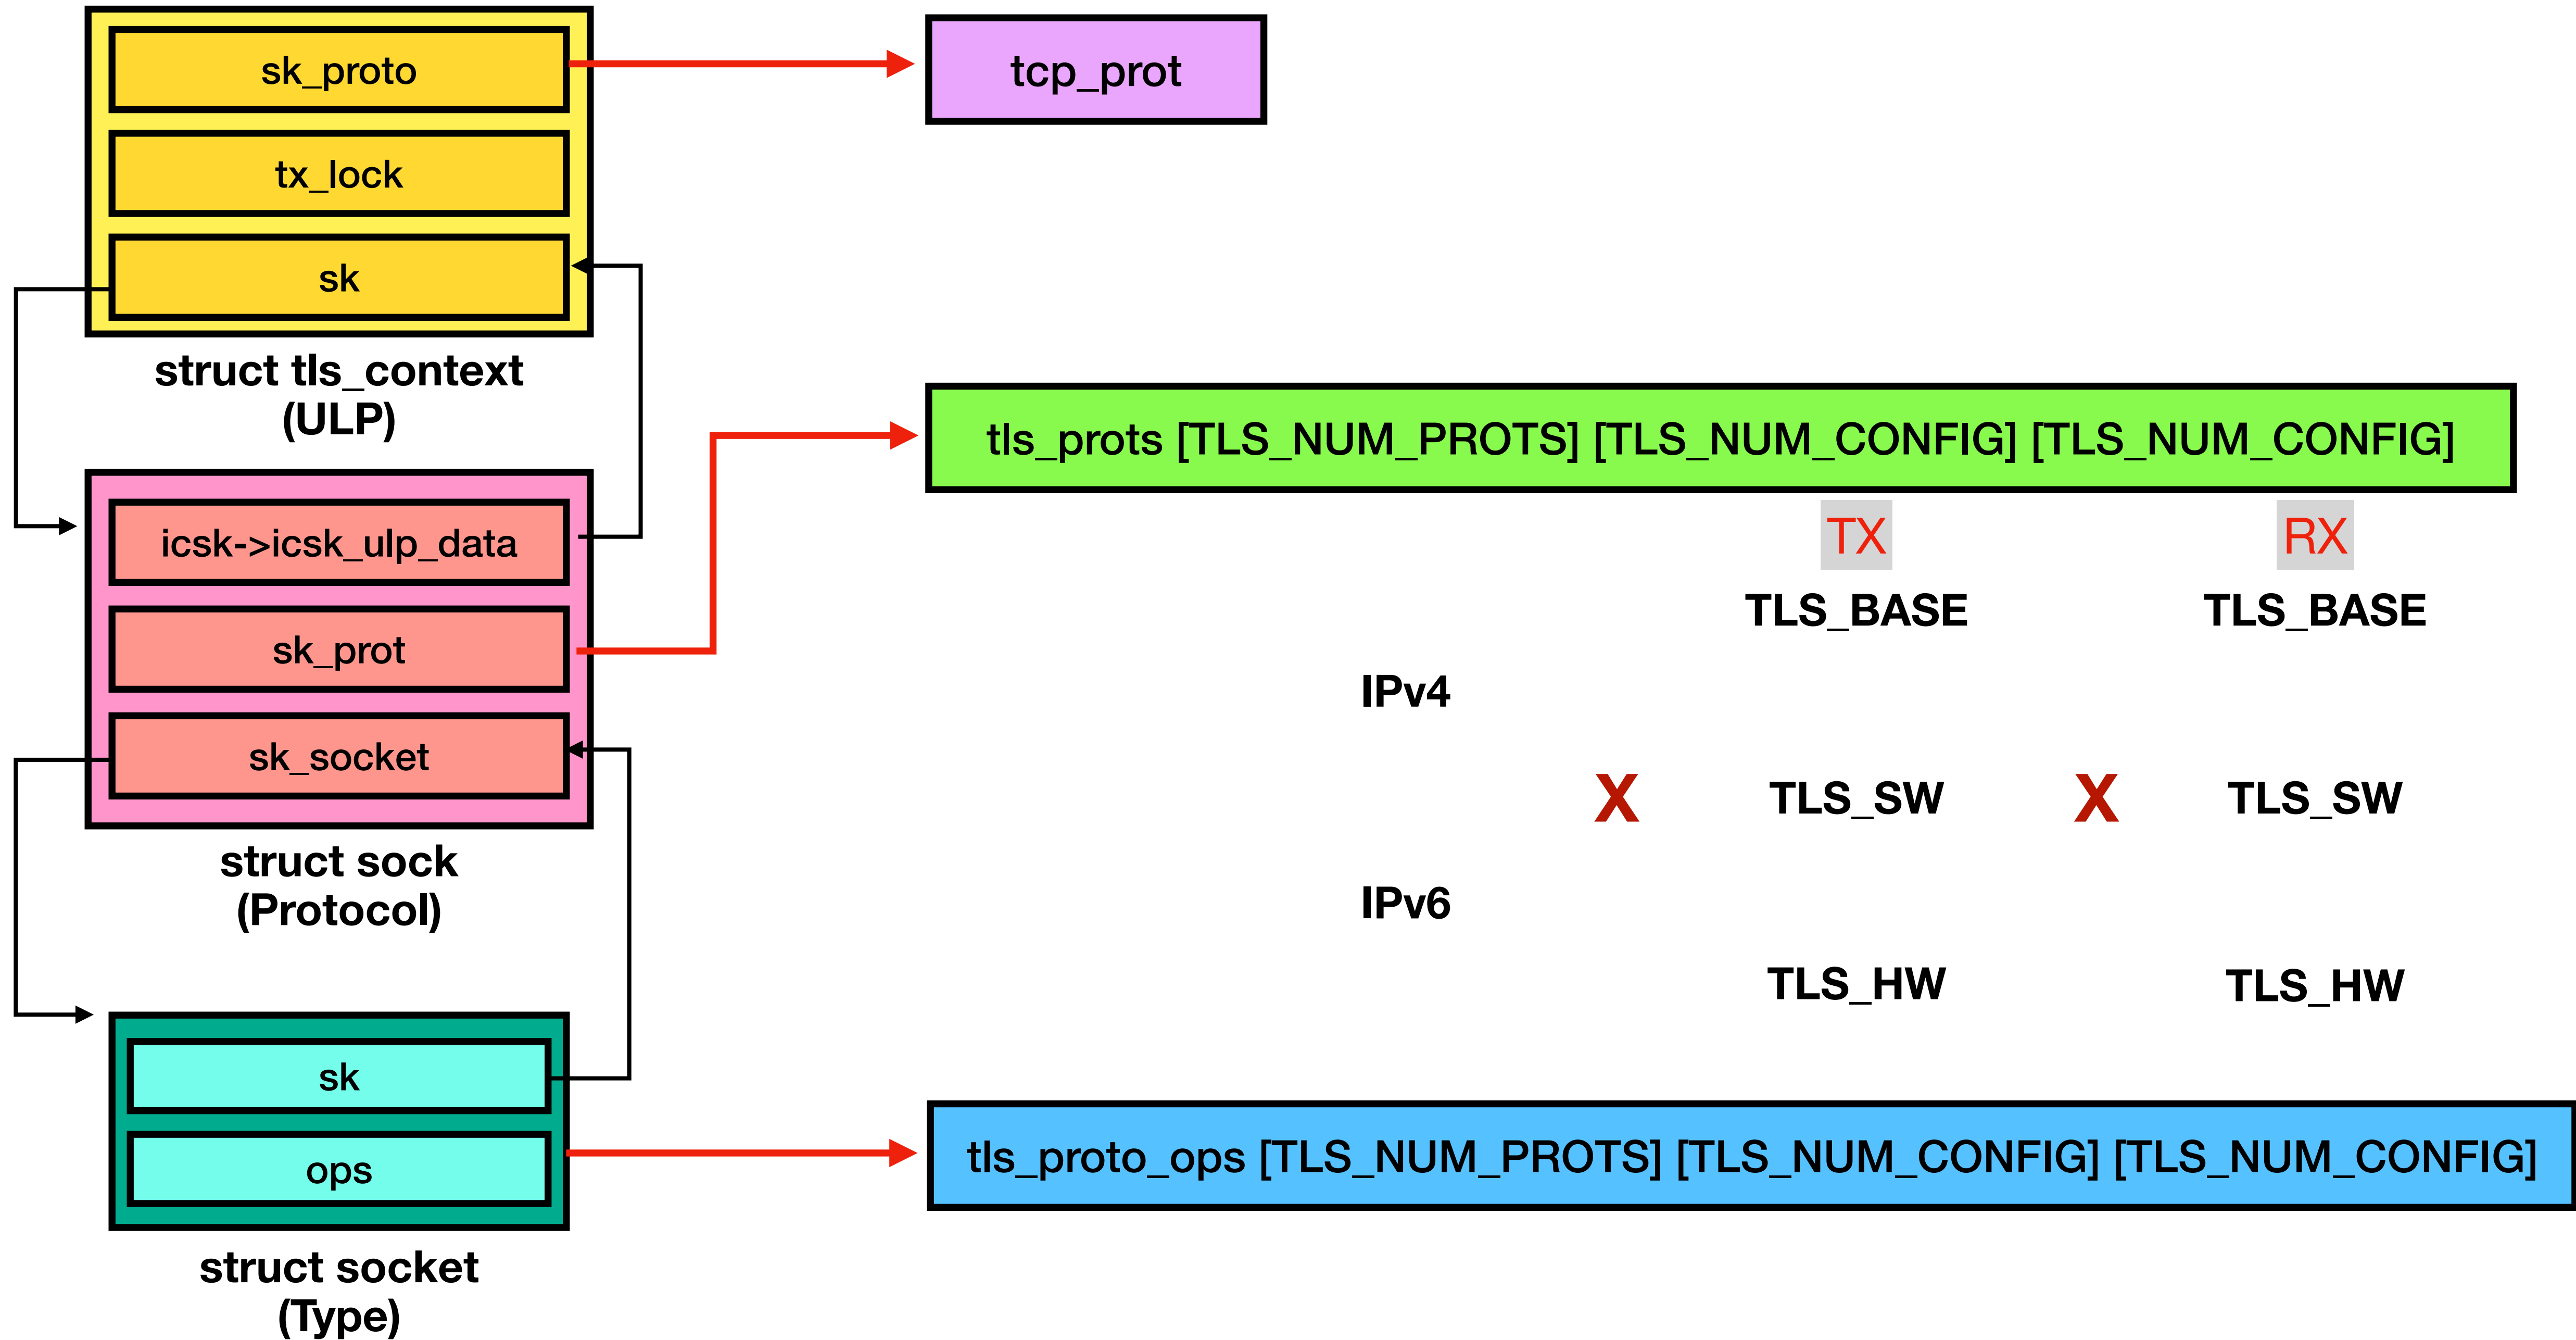 sk_proto
tx_lock
sk
struct tls_context
(ULP)
icsk->icsk_ulp_data
sk_prot
sk_socket
struct sock
(Protocol)
sk
ops
struct socket
(Type)
tcp_prot
tls_prots [TLS_NUM_PROTS] [TLS_NUM_CONFIG] [TLS_NUM_CONFIG]
TX RX
TLS_BASE TLS_BASE
IPv4
X TLS_SW X TLS_SW
IPv6
TLS_HW TLS_HW
tls_proto_ops [TLS_NUM_PROTS] [TLS_NUM_CONFIG] [TLS_NUM_CONFIG]